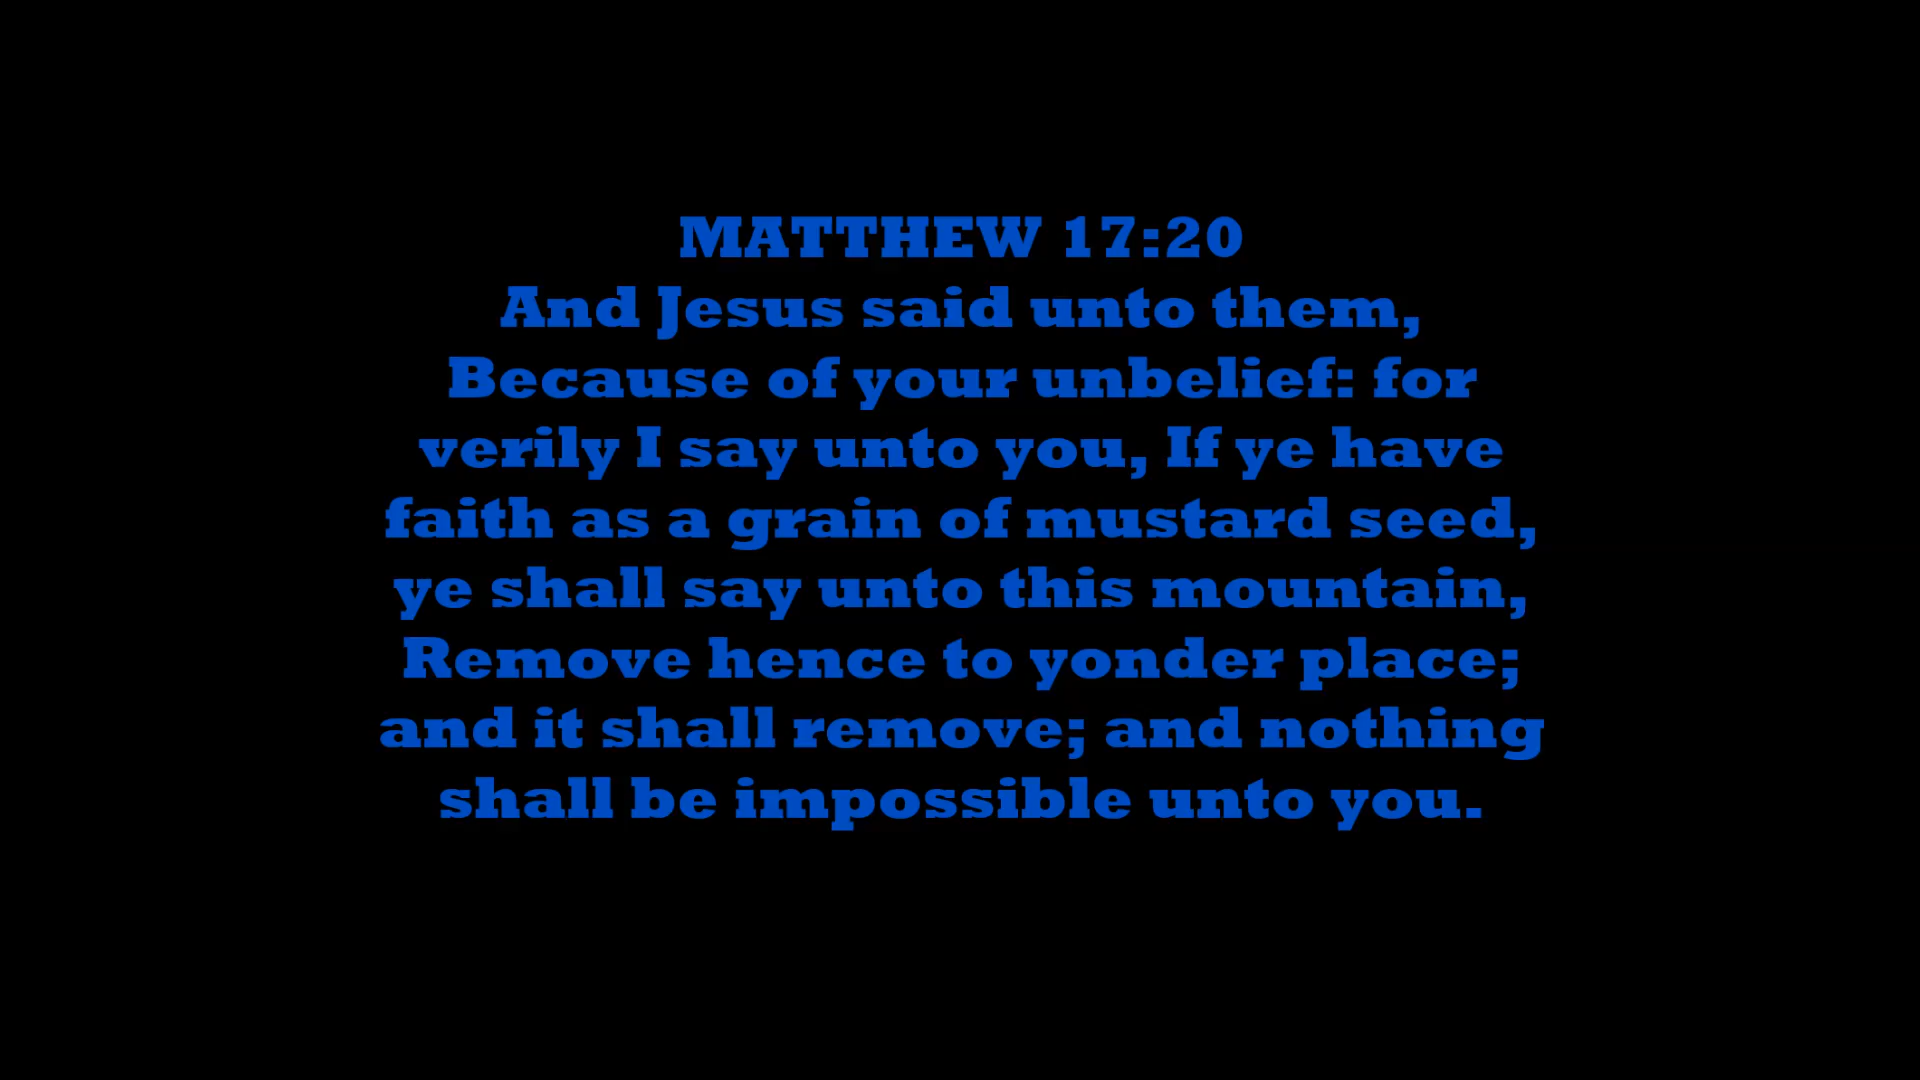 MATTHEW 17:20
And Jesus said unto them,
Because of your unbelief: for
verily I say unto you, If ye have
faith as a grain of mustard seed,
ye shall say unto this mountain,
Remove hence to yonder place;
and it shall remove; and nothing
shall be impossible unto you.